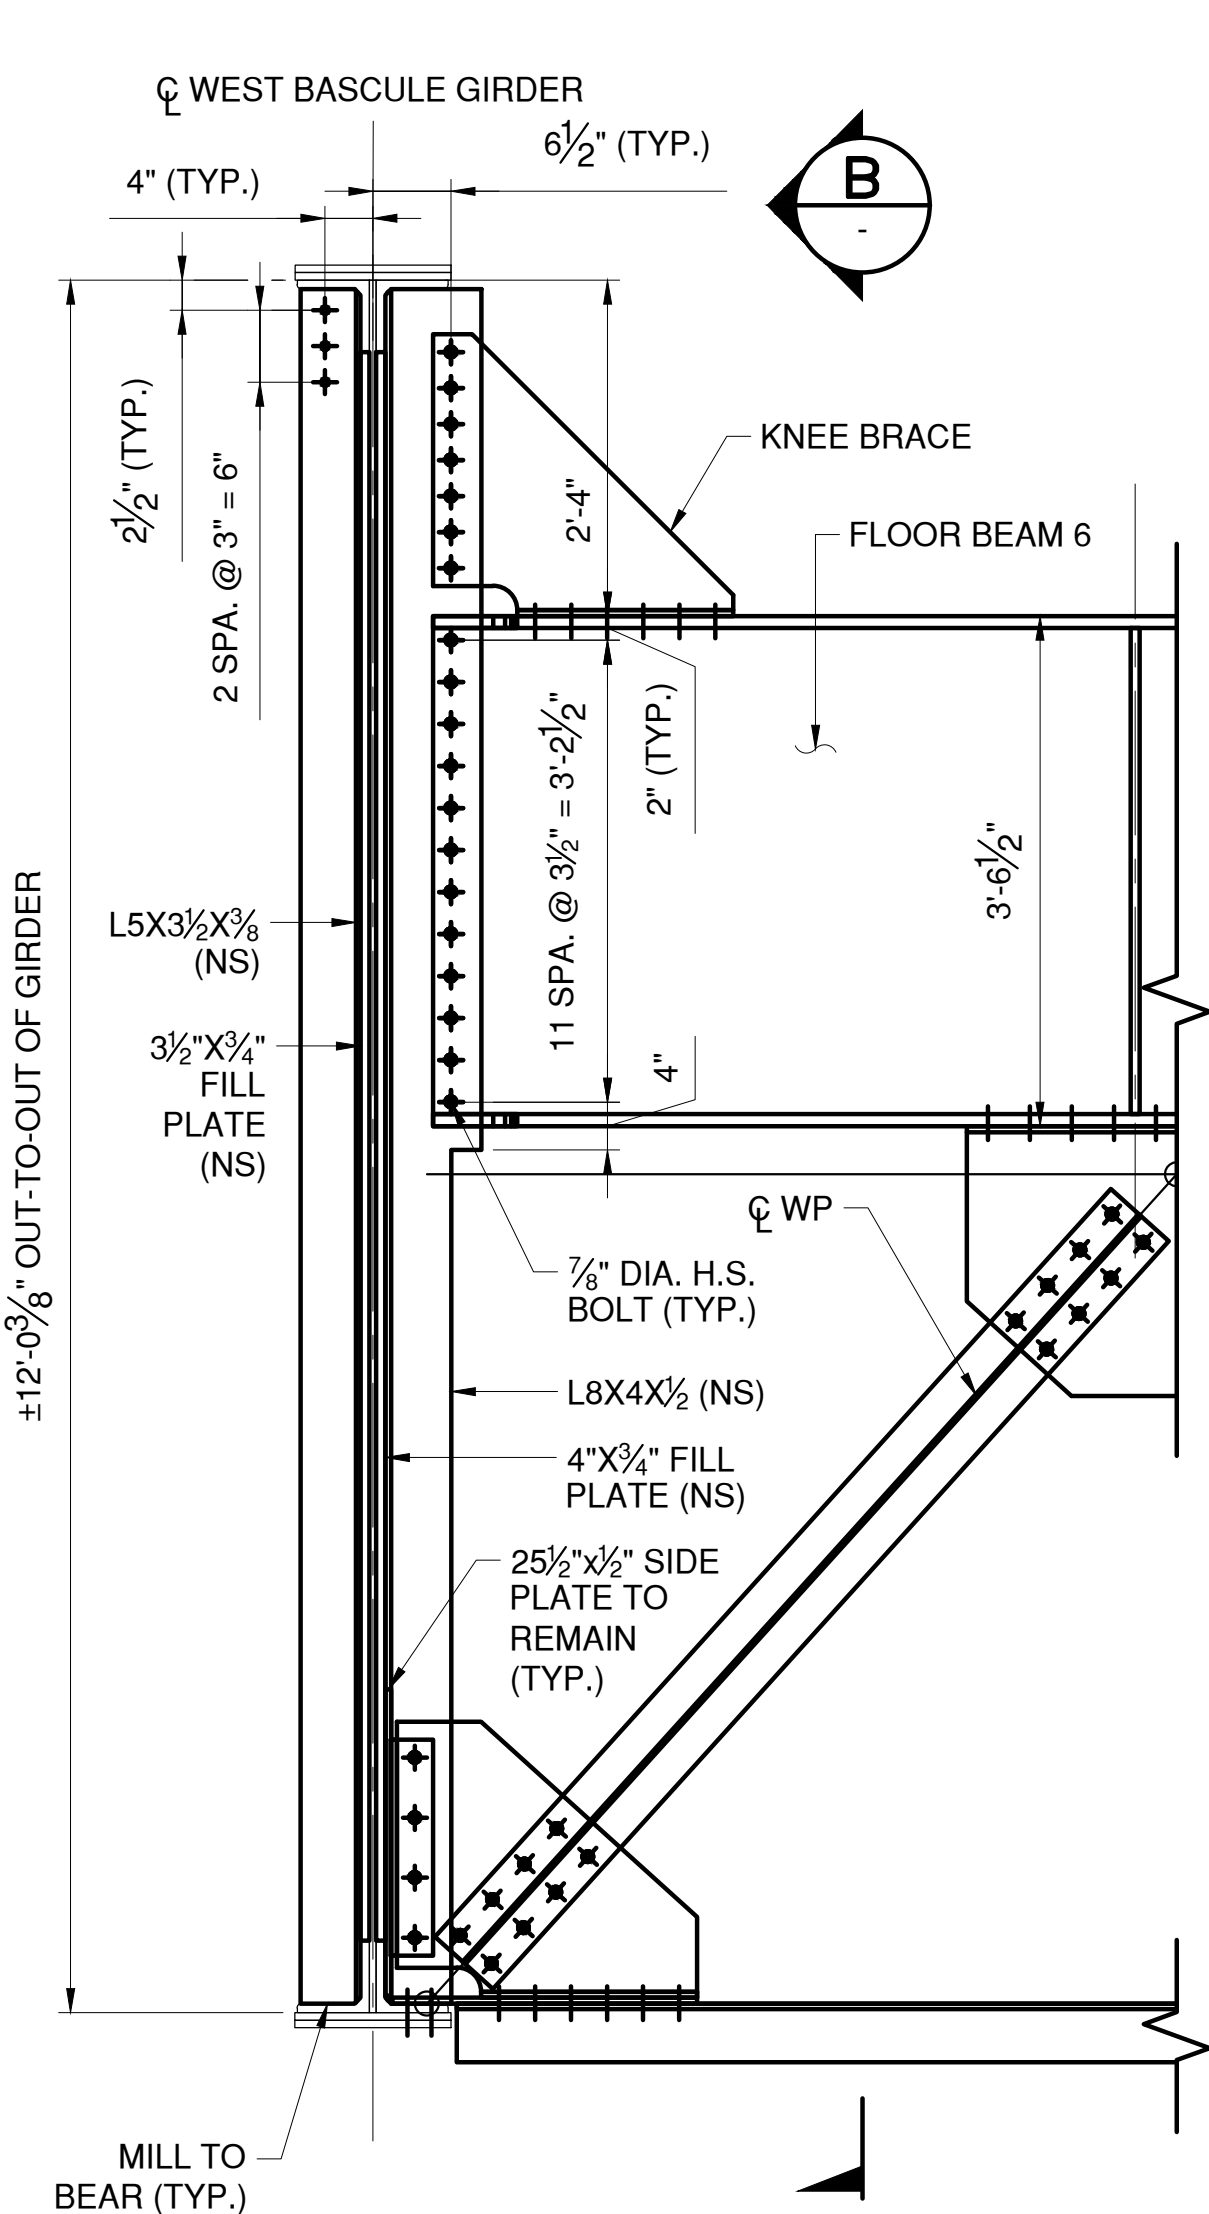 ℄ WEST BASCULE GIRDER
6½" (TYP.)
4" (TYP.)
B
-
2½" (TYP.)
2 SPA. @ 3" = 6"
2'-4"
KNEE BRACE
FLOOR BEAM 6
11 SPA. @ 3½" = 3'-2½"
2" (TYP.)
3'-6½"
4"
±12'-0⅜" OUT-TO-OUT OF GIRDER
L5X3½X⅜
(NS)
3½"X¾"
FILL
PLATE
(NS)
℄ WP
⅞" DIA. H.S.
BOLT (TYP.)
L8X4X½ (NS)
4"X¾" FILL
PLATE (NS)
25½"x½" SIDE
PLATE TO
REMAIN
(TYP.)
MILL TO
BEAR (TYP.)